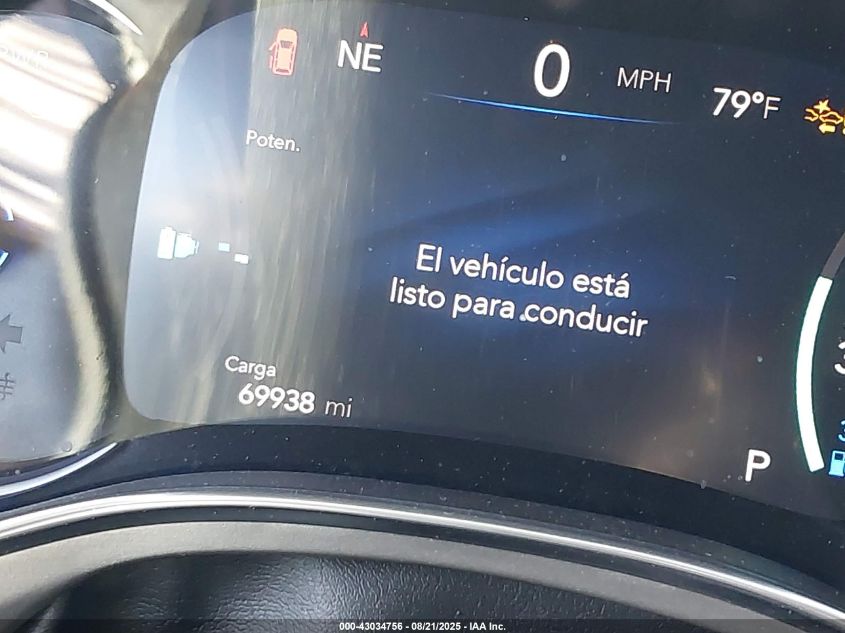 NE
0 MPH
79°F
Poten.
El vehículo está
listo para conducir
Carga
69938 mi
P
000-43034756 - 08/21/2025 - IAA Inc.